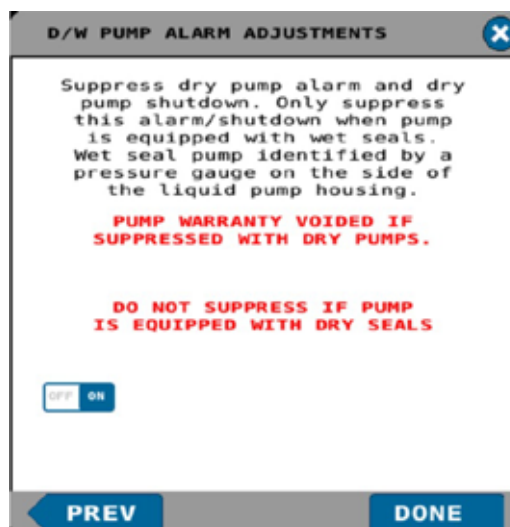 D/W PUMP ALARM ADJUSTMENTS
Suppress dry pump alarm and dry
pump shutdown. Only suppress
this alarm/shutdown when pump
is equipped with wet seals.
Wet seal pump identified by a
pressure gauge on the side of
the liquid pump housing.
PUMP WARRANTY VOIDED IF
SUPPRESSED WITH DRY PUMPS.
DO NOT SUPPRESS IF PUMP
IS EQUIPPED WITH DRY SEALS
OFF ON
PREV DONE